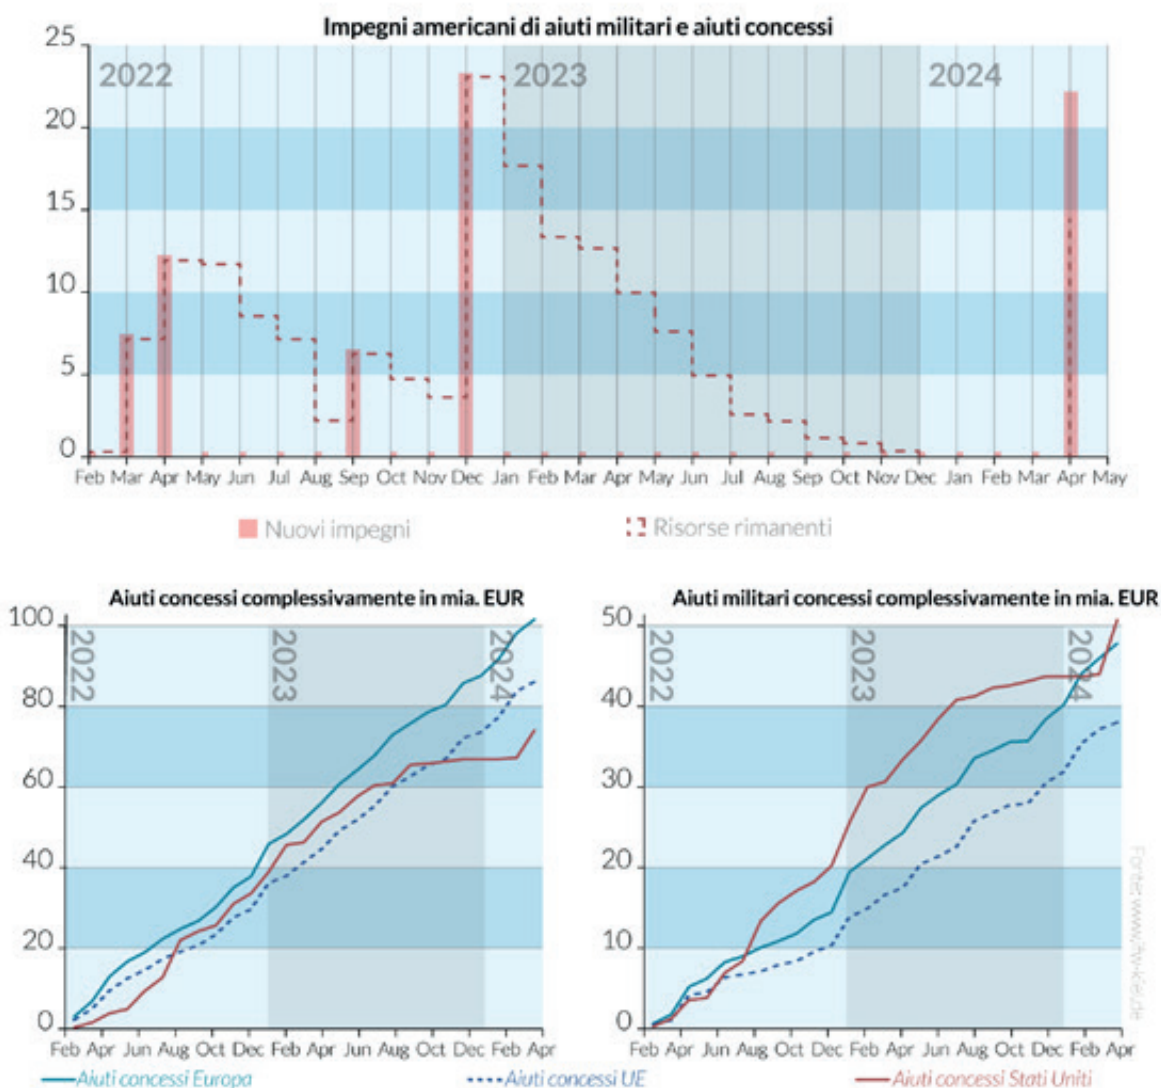 Impegni americani di aiuti militari e aiuti concessi
25
20
15
10
5
0
2022
2023
2024
Feb Mar Apr May Jun Jul Aug Sep Oct Nov Dec Jan Feb Mar Apr May Jun Jul Aug Sep Oct Nov Dec Jan Feb Mar Apr May
Nuovi impegni
Risorse rimanenti
Aiuti concessi complessivamente in mia. EUR
100
80
60
40
20
0
2022
2023
2024
Feb Apr Jun Aug Oct Dec Feb Apr Jun Aug Oct Dec Feb Apr
Aiuti militari concessi complessivamente in mia. EUR
50
40
30
20
10
0
2022
2023
2024
Feb Apr Jun Aug Oct Dec Feb Apr Jun Aug Oct Dec Feb Apr
Fonte: www.ifw-kiel.de
Aiuti concessi Europa
Aiuti concessi UE
Aiuti concessi Stati Uniti